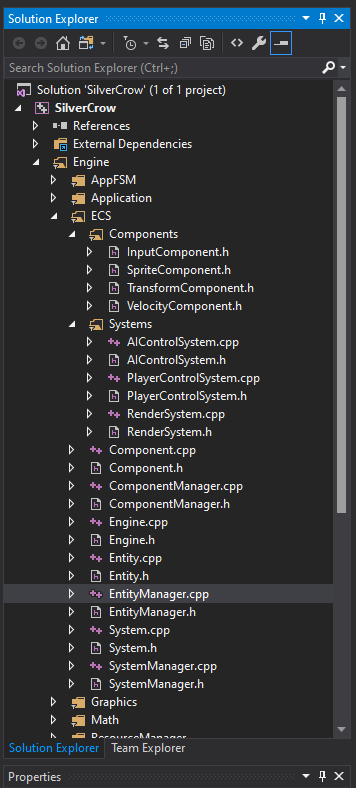 Solution Explorer
Search Solution Explorer (Ctrl+;)
Solution 'SilverCrow' (1 of 1 project)
SilverCrow
References
External Dependencies
Engine
AppFSM
Application
ECS
Components
InputComponent.h
SpriteComponent.h
TransformComponent.h
VelocityComponent.h
Systems
AIControlSystem.cpp
AIControlSystem.h
PlayerControlSystem.cpp
PlayerControlSystem.h
RenderSystem.cpp
RenderSystem.h
Component.cpp
Component.h
ComponentManager.cpp
ComponentManager.h
Engine.cpp
Engine.h
Entity.cpp
Entity.h
EntityManager.cpp
EntityManager.h
System.cpp
System.h
SystemManager.cpp
SystemManager.h
Graphics
Math
ResourceManager
Solution Explorer Team Explorer
Properties